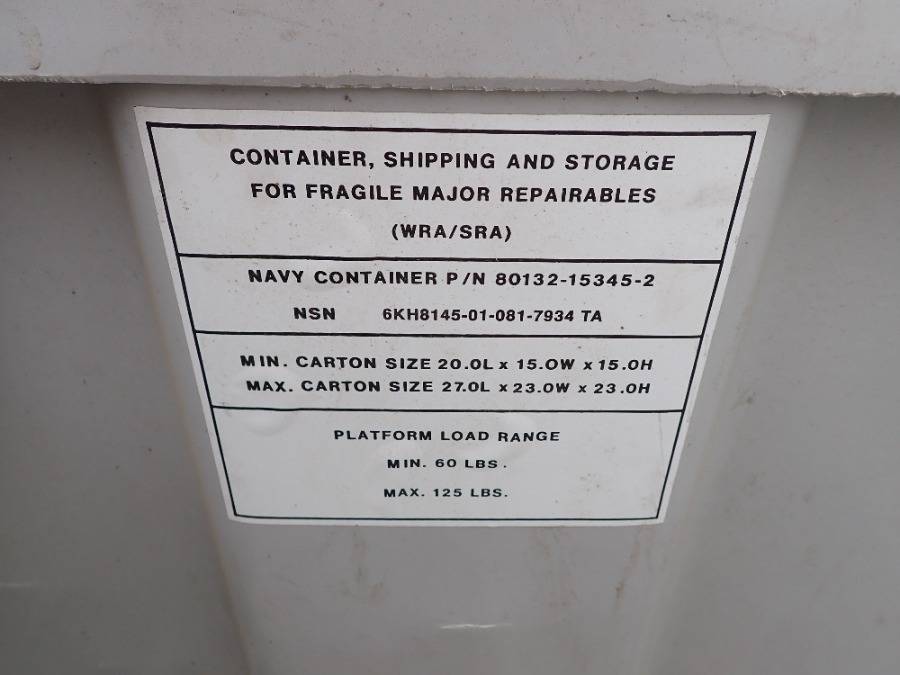 CONTAINER, SHIPPING AND STORAGE
FOR FRAGILE MAJOR REPAIRABLES
(WRA/SRA)
NAVY CONTAINER P/N 80132-15345-2
NSN 6KH8145-01-081-7934 TA
MIN. CARTON SIZE 20.0L x 15.0W x 15.0H
MAX. CARTON SIZE 27.0L x 23.0W x 23.0H
PLATFORM LOAD RANGE
MIN. 60 LBS.
MAX. 125 LBS.